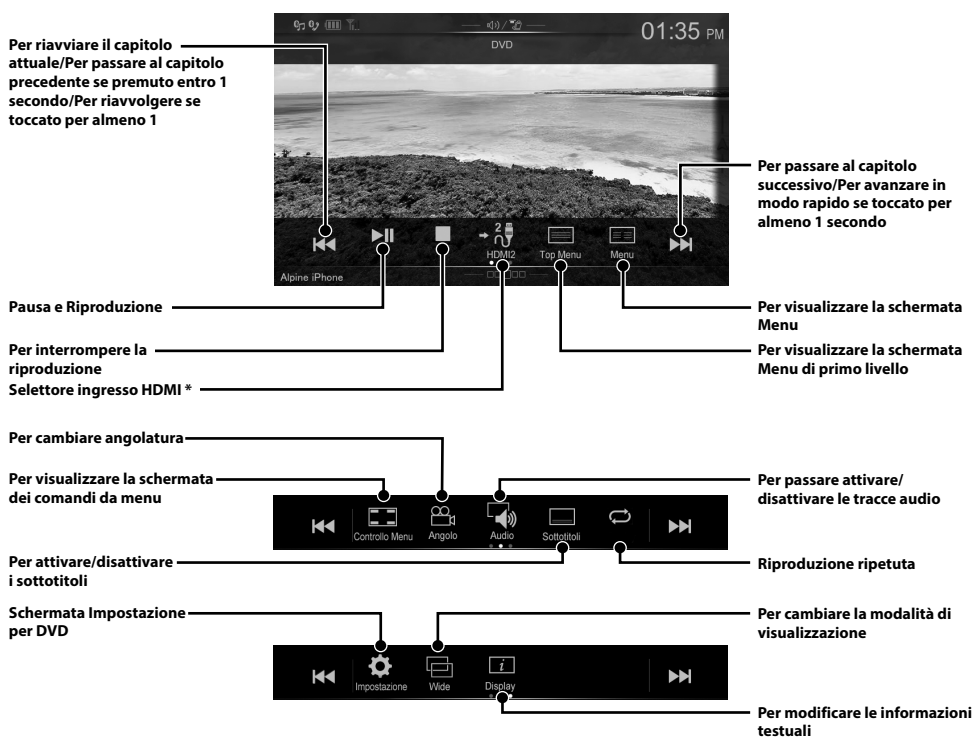 01:35 PM
DVD
Per riavviare il capitolo
attuale/Per passare al capitolo
precedente se premuto entro 1
secondo/Per riavvolgere se
toccato per almeno 1
Per passare al capitolo
successivo/Per avanzare in
modo rapido se toccato per
almeno 1 secondo
2
HDMI2
Top Menu
Menu
Alpine iPhone
Pausa e Riproduzione
Per interrompere la
riproduzione
Selettore ingresso HDMI *
Per visualizzare la schermata
Menu
Per visualizzare la schermata
Menu di primo livello
Per cambiare angolatura
Per visualizzare la schermata
dei comandi da menu
Per passare attivare/
disattivare le tracce audio
Controllo Menu
Angolo
Audio
Sottotitoli
Per attivare/disattivare
i sottotitoli
Riproduzione ripetuta
Schermata Impostazione
per DVD
Per cambiare la modalità di
visualizzazione
Impostazione
Wide
i
Display
Per modificare le informazioni
testuali